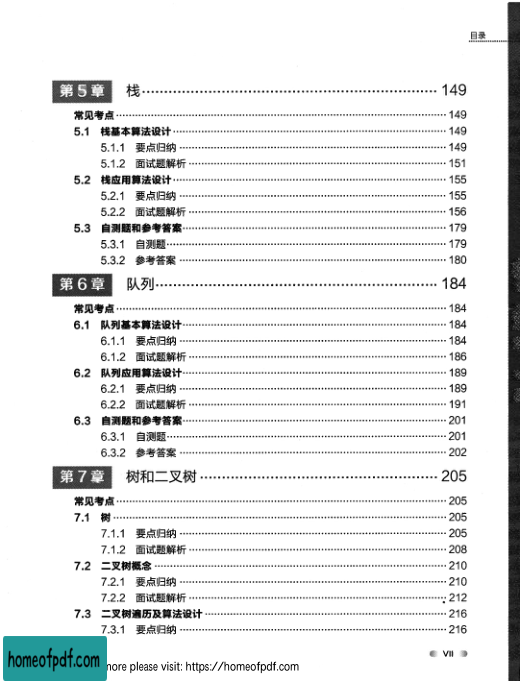 目录
第5章 栈 149
常见考点 149
5.1 栈基本算法设计 149
5.1.1 要点归纳 149
5.1.2 面试题解析 151
5.2 栈应用算法设计 155
5.2.1 要点归纳 155
5.2.2 面试题解析 156
5.3 自测题和参考答案 179
5.3.1 自测题 179
5.3.2 参考答案 180
第6章 队列 184
常见考点 184
6.1 队列基本算法设计 184
6.1.1 要点归纳 184
6.1.2 面试题解析 186
6.2 队列应用算法设计 189
6.2.1 要点归纳 189
6.2.2 面试题解析 191
6.3 自测题和参考答案 201
6.3.1 自测题 201
6.3.2 参考答案 202
第7章 树和二叉树 205
常见考点 205
7.1 树 205
7.1.1 要点归纳 205
7.1.2 面试题解析 208
7.2 二叉树概念 210
7.2.1 要点归纳 210
7.2.2 面试题解析 212
7.3 二叉树遍历及算法设计 216
7.3.1 要点归纳 216
VII
homeofpdf.com
more please visit: https://homeofpdf.com